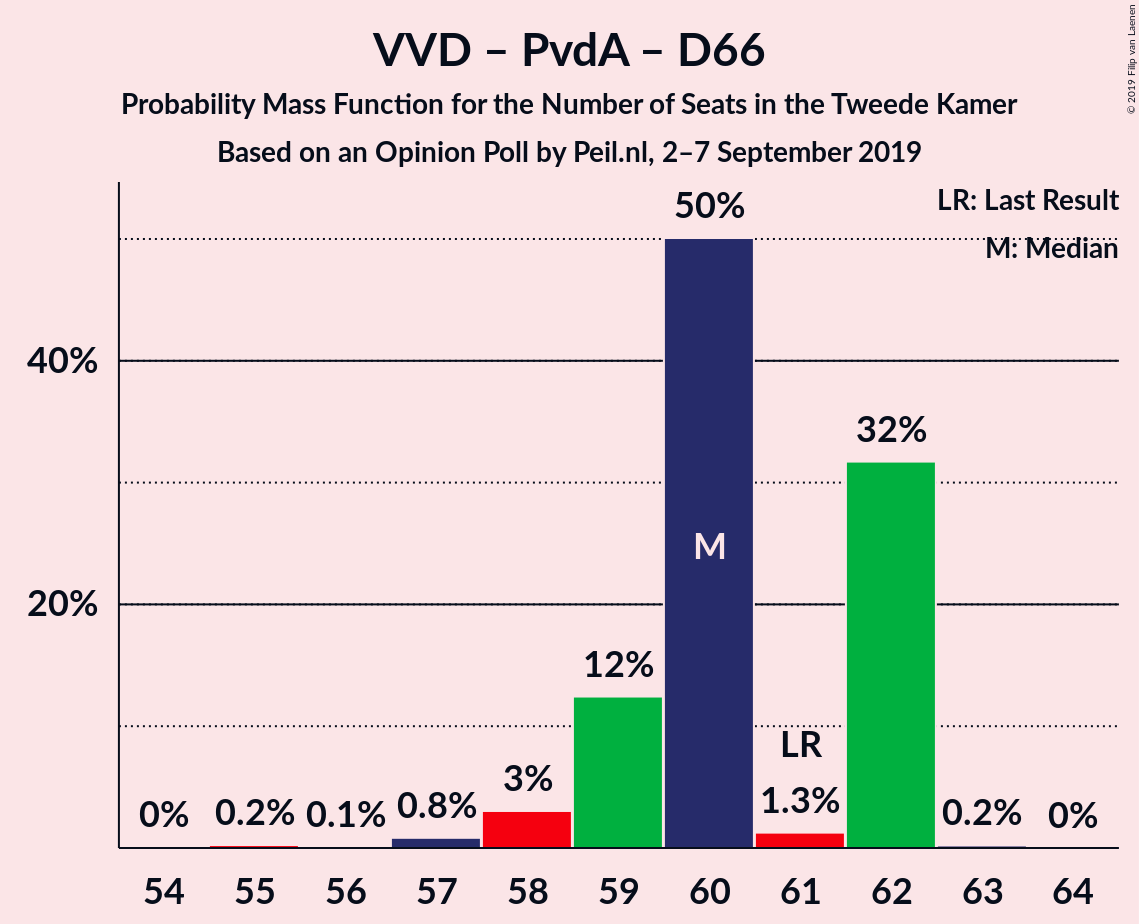 VVD – PvdA – D66
Probability Mass Function for the Number of Seats in the Tweede Kamer
Based on an Opinion Poll by Peil.nl, 2–7 September 2019
© 2019 Filip van Laenen
LR: Last Result
M: Median
50%
40%
32%
M
20%
12%
LR
3%
1.3%
0%
0.2%
0.1%
0.8%
0.2%
0%
54 55 56 57 58 59 60 61 62 63 64